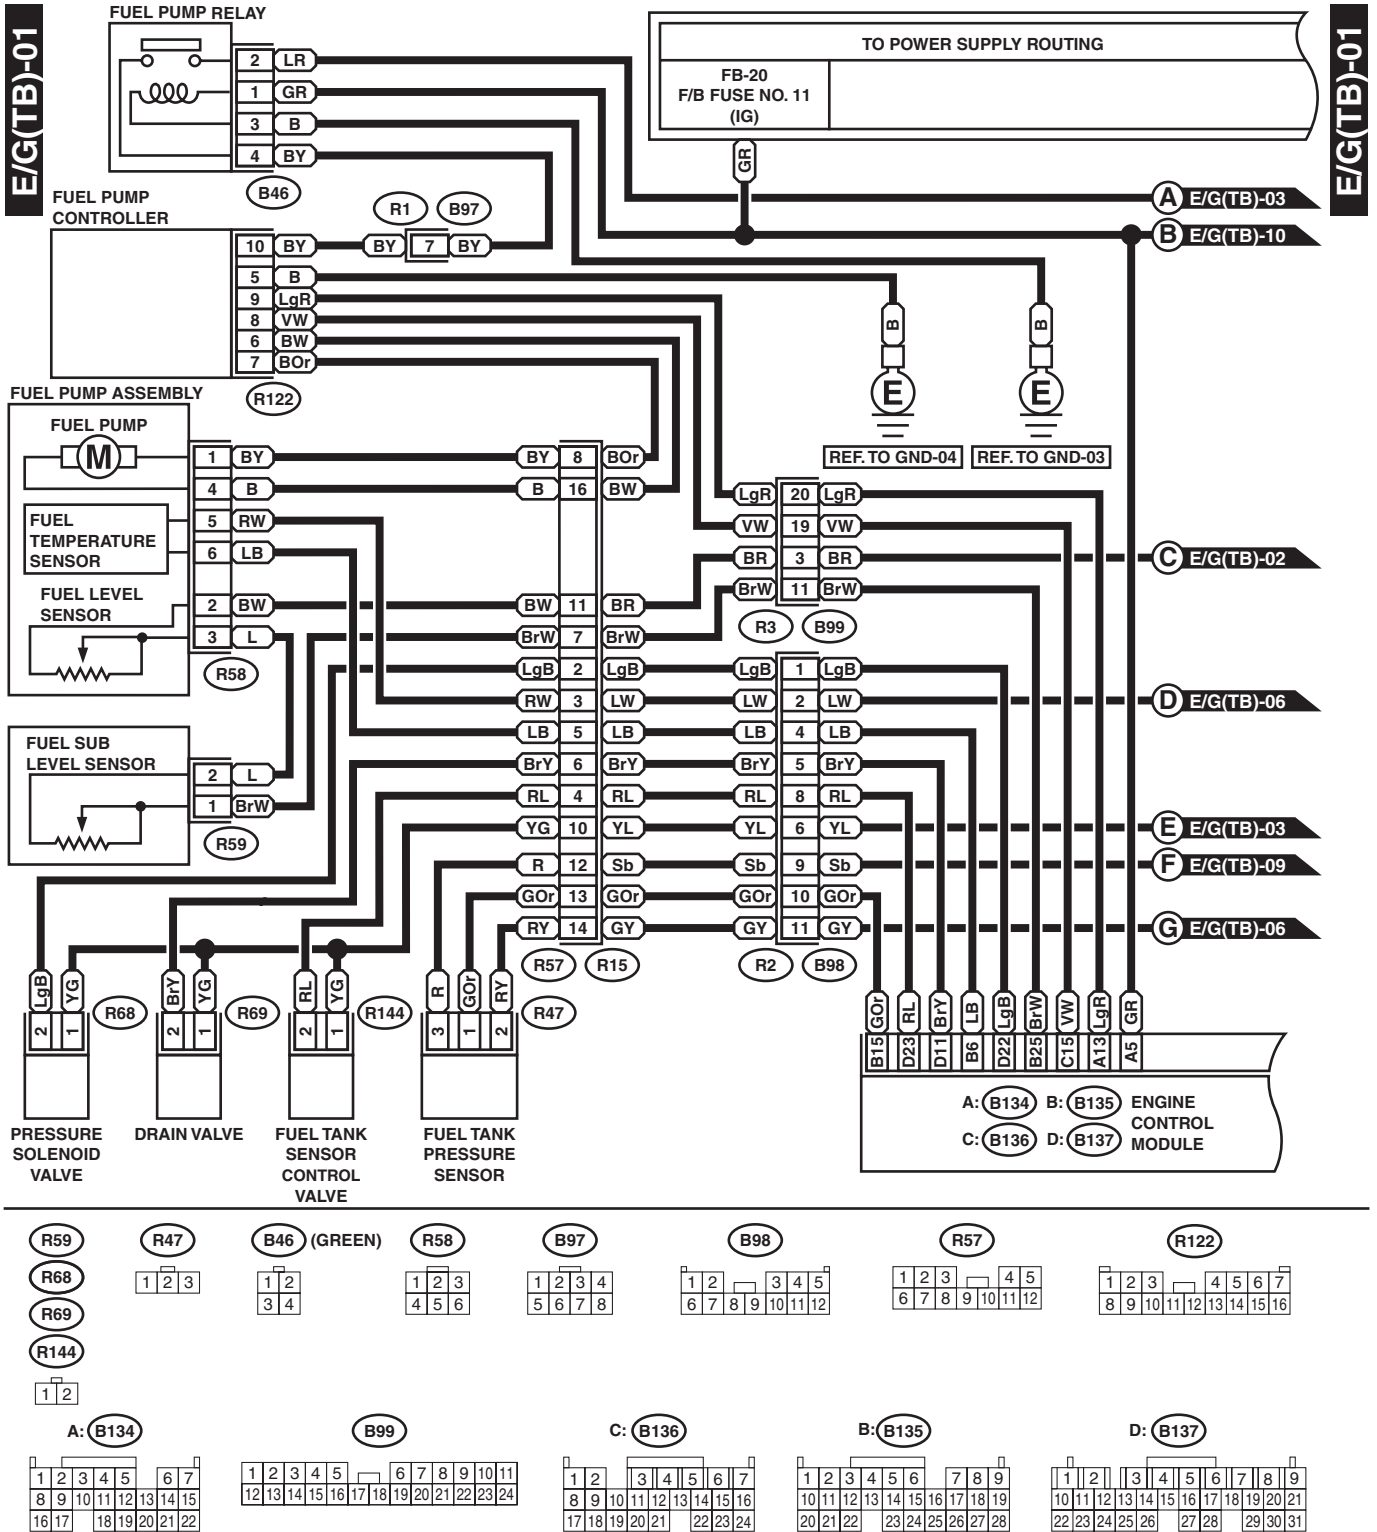 E/G(TB)-01
FUEL PUMP RELAY
2 LR
1 GR
3 B
4 BY
B46
TO POWER SUPPLY ROUTING
FB-20
F/B FUSE NO. 11
(IG)
GR
E/G(TB)-01
A E/G(TB)-03
B E/G(TB)-10
FUEL PUMP
CONTROLLER
R1 B97
10 BY BY 7 BY
5 B
9 LgR
8 VW
6 BW
7 BOr
R122
B B
E E
REF. TO GND-04 REF. TO GND-03
FUEL PUMP ASSEMBLY
FUEL PUMP
M
1 BY
4 B
FUEL
TEMPERATURE
SENSOR
5 RW
6 LB
FUEL LEVEL
SENSOR
2 BW
3 L
R58
FUEL SUB
LEVEL SENSOR
2 L
1 BrW
R59
BY 8 BOr
B 16 BW
BW 11 BR
BrW 7 BrW
LgB 2 LgB
RW 3 LW
LB 5 LB
BrY 6 BrY
RL 4 RL
YG 10 YL
R 12 Sb
GOr 13 GOr
RY 14 GY
R57 R15
LgR 20 LgR
VW 19 VW
BR 3 BR
BrW 11 BrW
R3 B99
C E/G(TB)-02
LgB 1 LgB
LW 2 LW
D E/G(TB)-06
LB 4 LB
BrY 5 BrY
RL 8 RL
YL 6 YL
E E/G(TB)-03
Sb 9 Sb
F E/G(TB)-09
GOr 10 GOr
GY 11 GY
G E/G(TB)-06
R2 B98
LgB YG R68
2 1
PRESSURE
SOLENOID
VALVE
BrY YG R69
2 1
DRAIN VALVE
RL YG R144
2 1
FUEL TANK
SENSOR
CONTROL
VALVE
R GOr RY R47
3 1 2
FUEL TANK
PRESSURE
SENSOR
GOr RL BrY LB LgB BrW VW LgR GR
B15 D23 D11 B6 D22 B25 C15 A13 A5
A: B134 B: B135 ENGINE
CONTROL
C: B136 D: B137 MODULE
R59
R68
R69
R144
1 2
R47
1 2 3
B46 (GREEN)
1 2
3 4
R58
1 2 3
4 5 6
B97
1 2 3 4
5 6 7 8
B98
1 2 3 4 5
6 7 8 9 10 11 12
R57
1 2 3 4 5
6 7 8 9 10 11 12
R122
1 2 3 4 5 6 7
8 9 10 11 12 13 14 15 16
A: B134
1 2 3 4 5 6 7
8 9 10 11 12 13 14 15
16 17 18 19 20 21 22
B99
1 2 3 4 5 6 7 8 9 10 11
12 13 14 15 16 17 18 19 20 21 22 23 24
C: B136
1 2 3 4 5 6 7
8 9 10 11 12 13 14 15 16
17 18 19 20 21 22 23 24
B: B135
1 2 3 4 5 6 7 8 9
10 11 12 13 14 15 16 17 18 19
20 21 22 23 24 25 26 27 28
D: B137
1 2 3 4 5 6 7 8 9
10 11 12 13 14 15 16 17 18 19 20 21
22 23 24 25 26 27 28 29 30 31